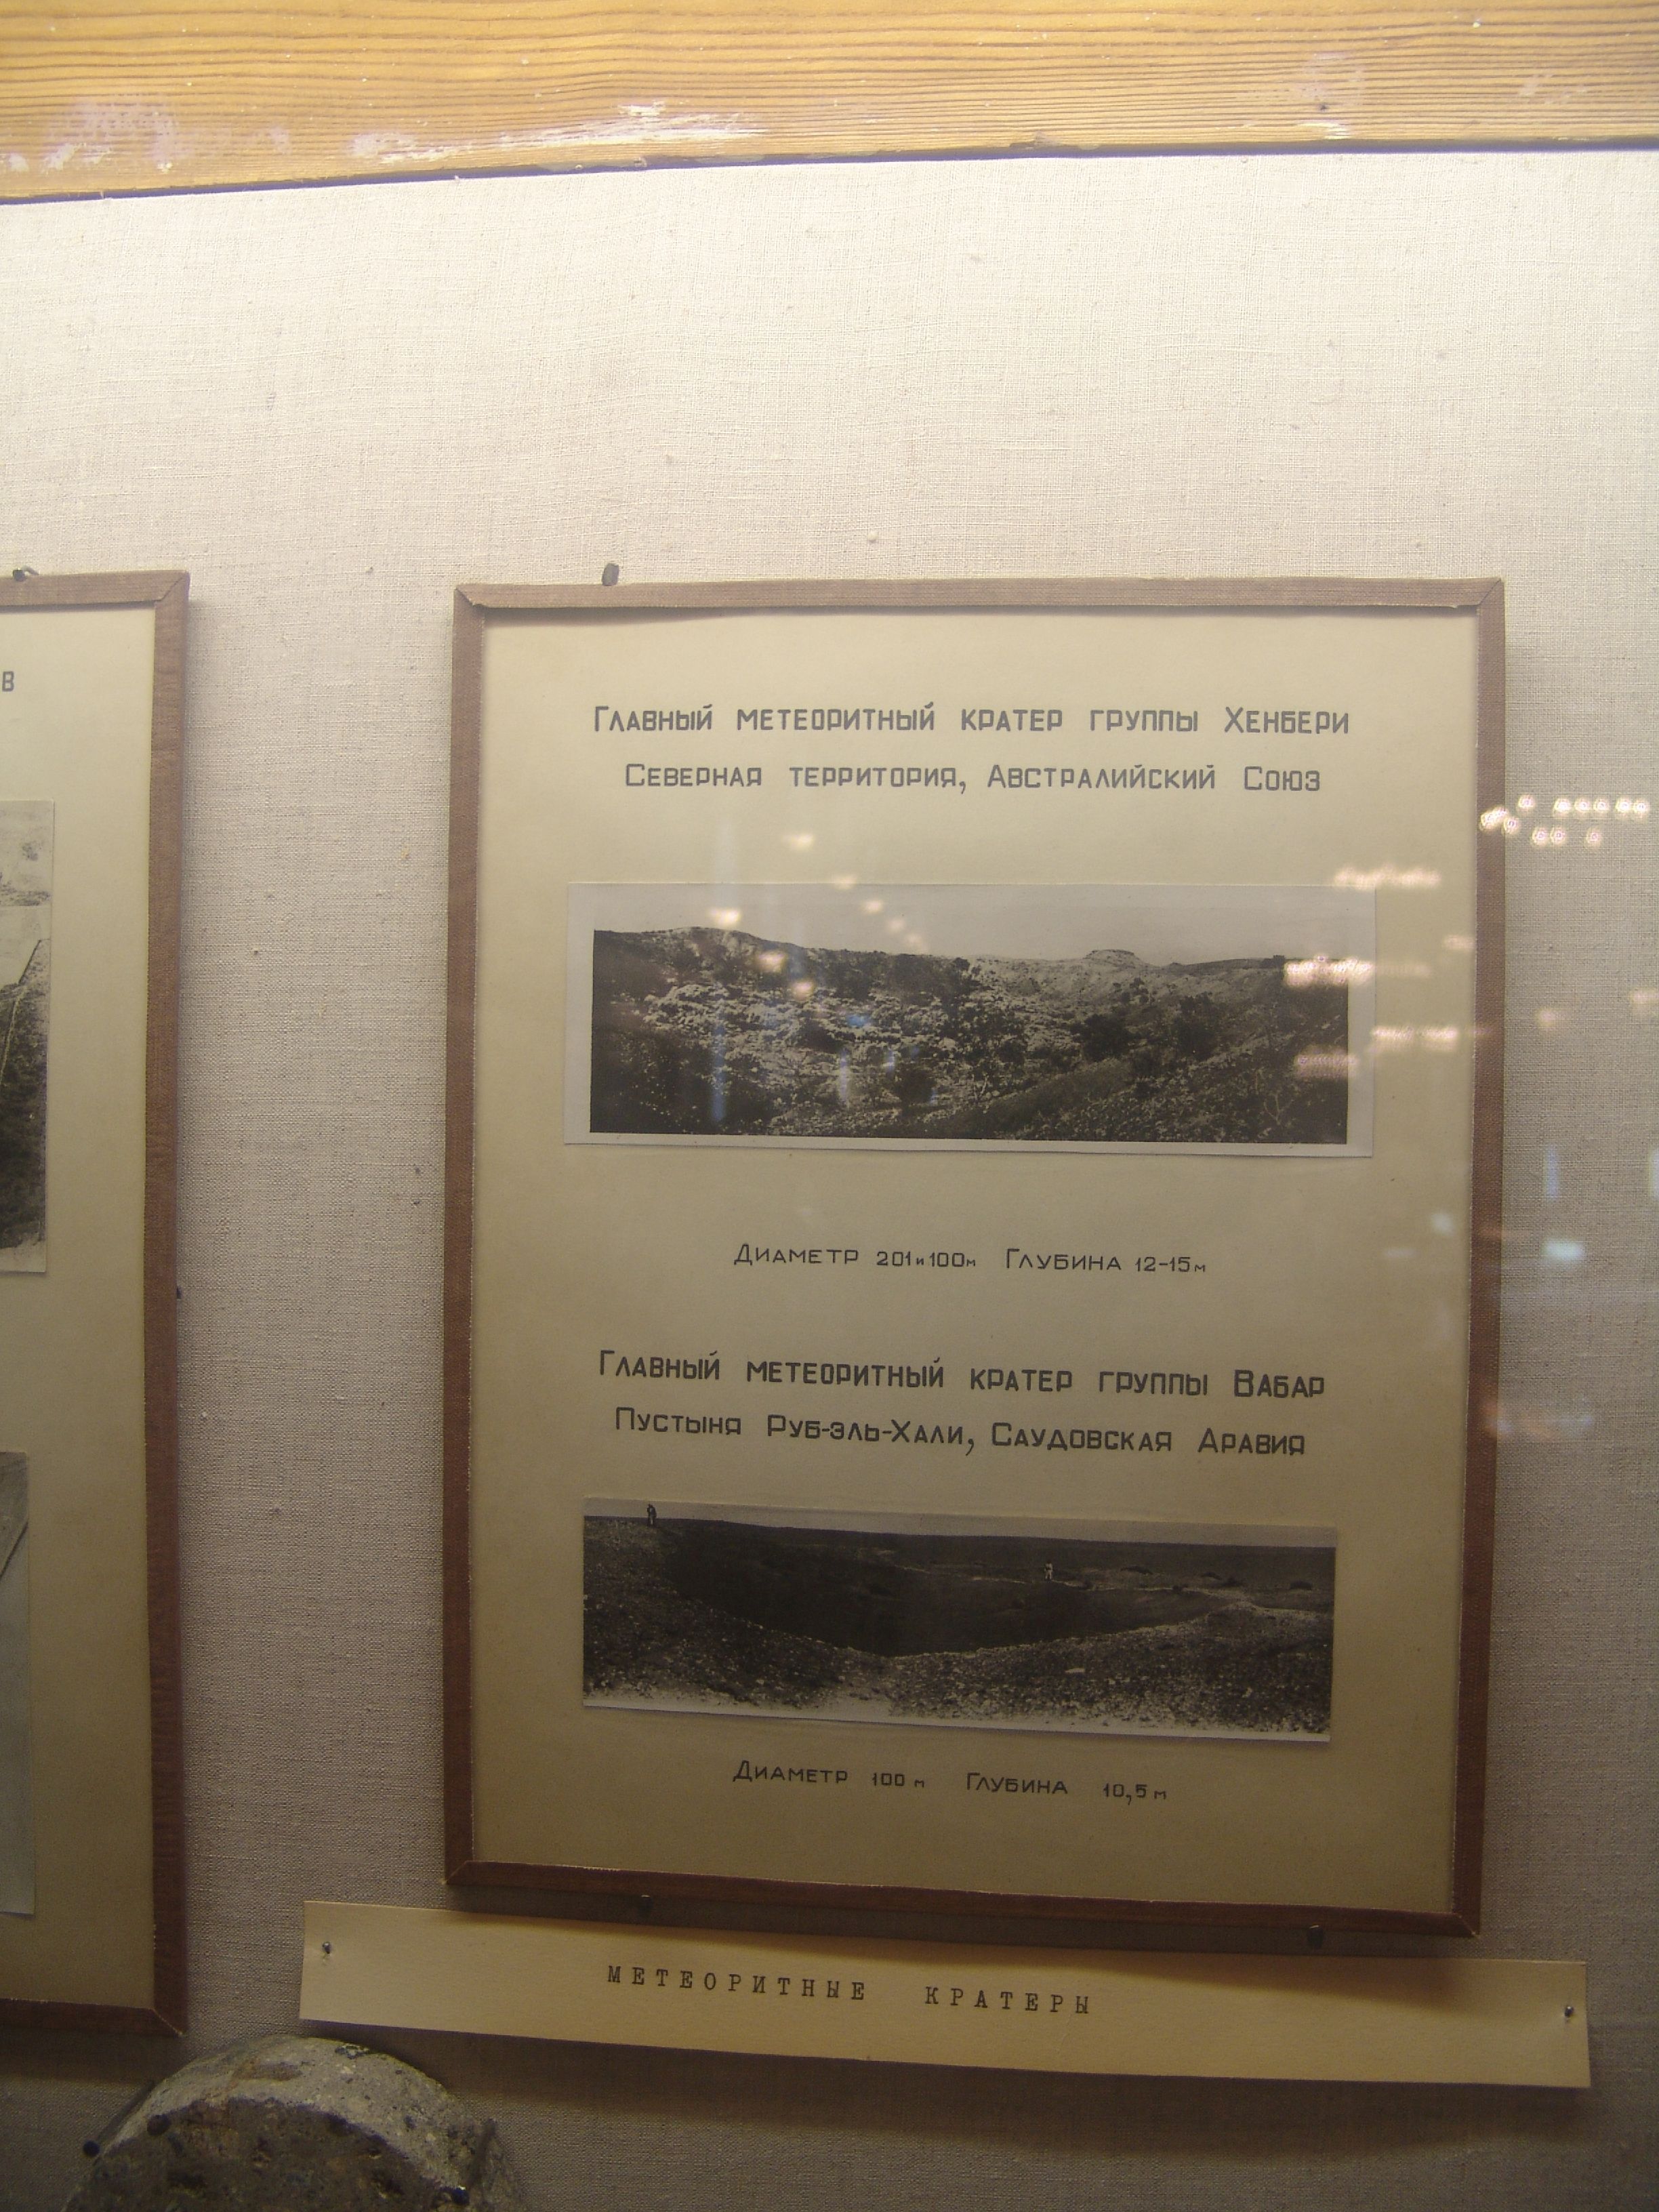 В
Главный метеоритный кратер группы Хенбери
Северная территория, Австралийский Союз
Диаметр 201и100м Глубина 12-15м
Главный метеоритный кратер группы Вабар
Пустыня Руб-эль-Хали, Саудовская Аравия
Диаметр 100 м Глубина 10,5 м
МЕТЕОРИТНЫЕ КРАТЕРЫ